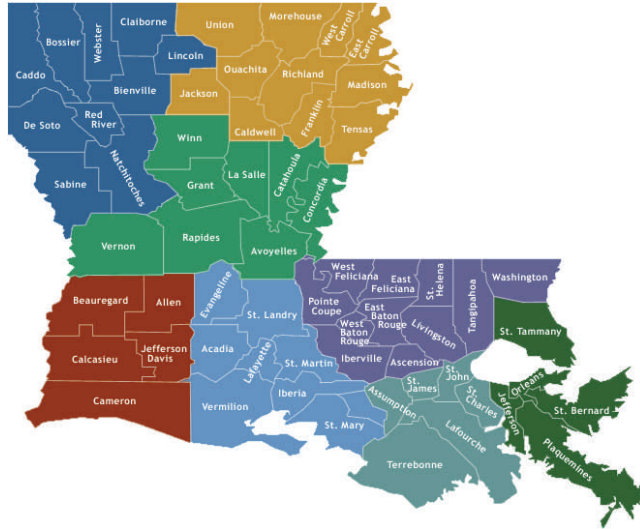 Claiborne
Union
Morehouse
West
Carroll
East
Carroll
Webster
Bossier
Caddo
Lincoln
Ouachita
Richland
Madison
Bienville
Jackson
Franklin
De Soto
Red
River
Caldwell
Tensas
Winn
Natchitoches
La Salle
Catahoula
Concordia
Sabine
Grant
Vernon
Rapides
Avoyelles
West
Feliciana
East
Feliciana
St.
Helena
Tangipahoa
Washington
Beauregard
Allen
Evangeline
St. Landry
Pointe
Coupe
East
Baton
Rouge
West
Baton
Rouge
Livingston
St. Tammany
Calcasieu
Jefferson
Davis
Acadia
Lafayette
St. Martin
Iberville
Ascension
Cameron
Vermilion
Iberia
St. Mary
Assumption
St.
James
St.
John
St.
Charles
Jefferson
Orleans
St. Bernard
Lafourche
Terrebonne
Plaquemines